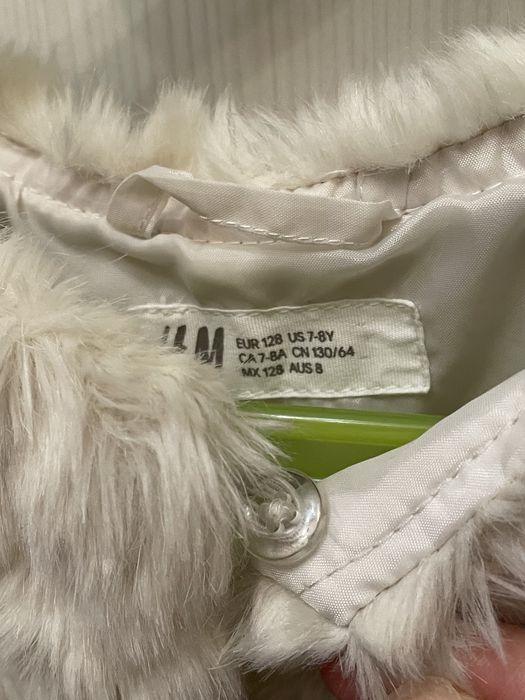 H&M
EUR 128 US 7-8Y
CA 7-8A CN 130/64
MX 128 AUS 8